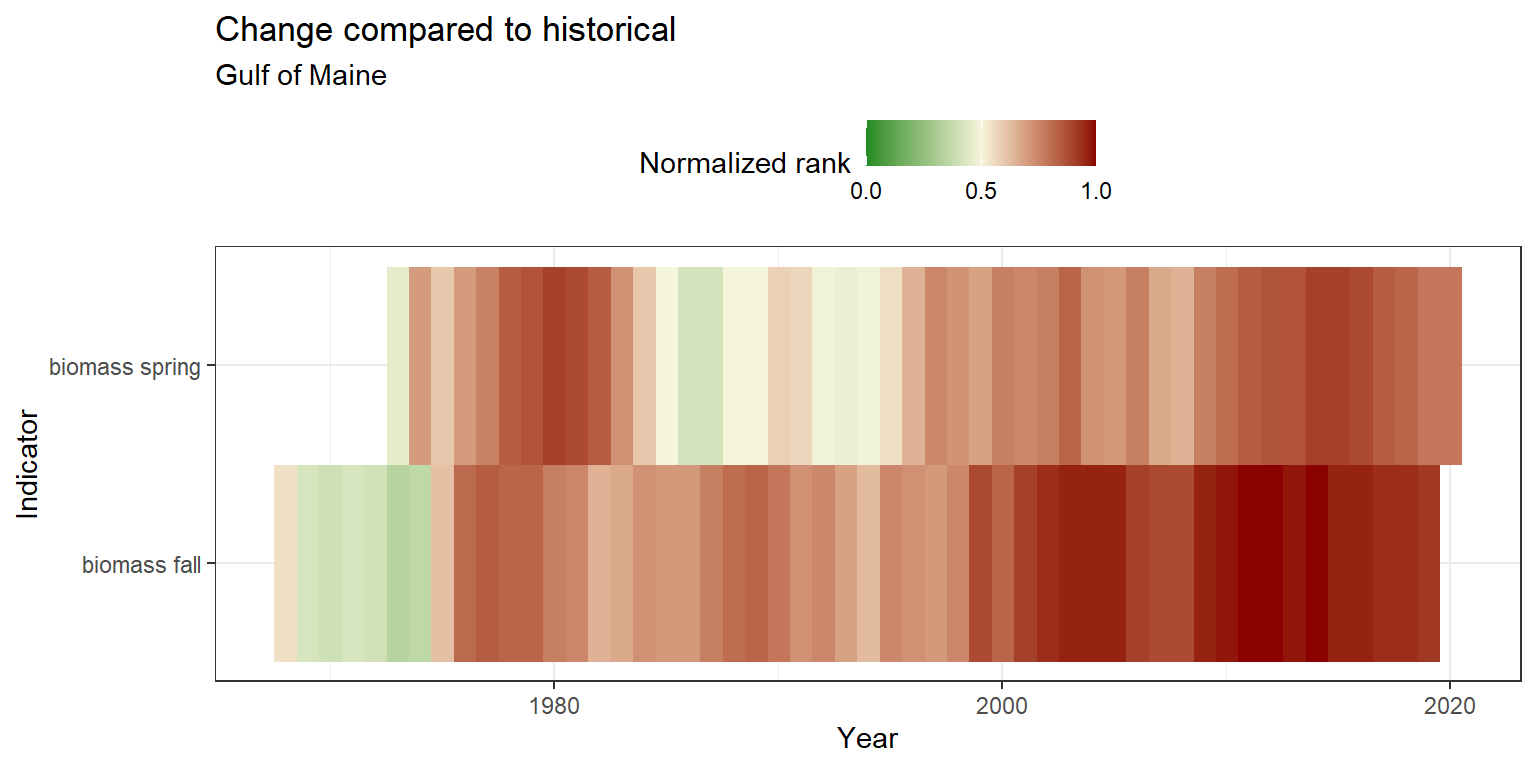 Change compared to historical
Gulf of Maine
Normalized rank
0.0 0.5 1.0
Indicator
biomass spring
biomass fall
1980 2000 2020
Year